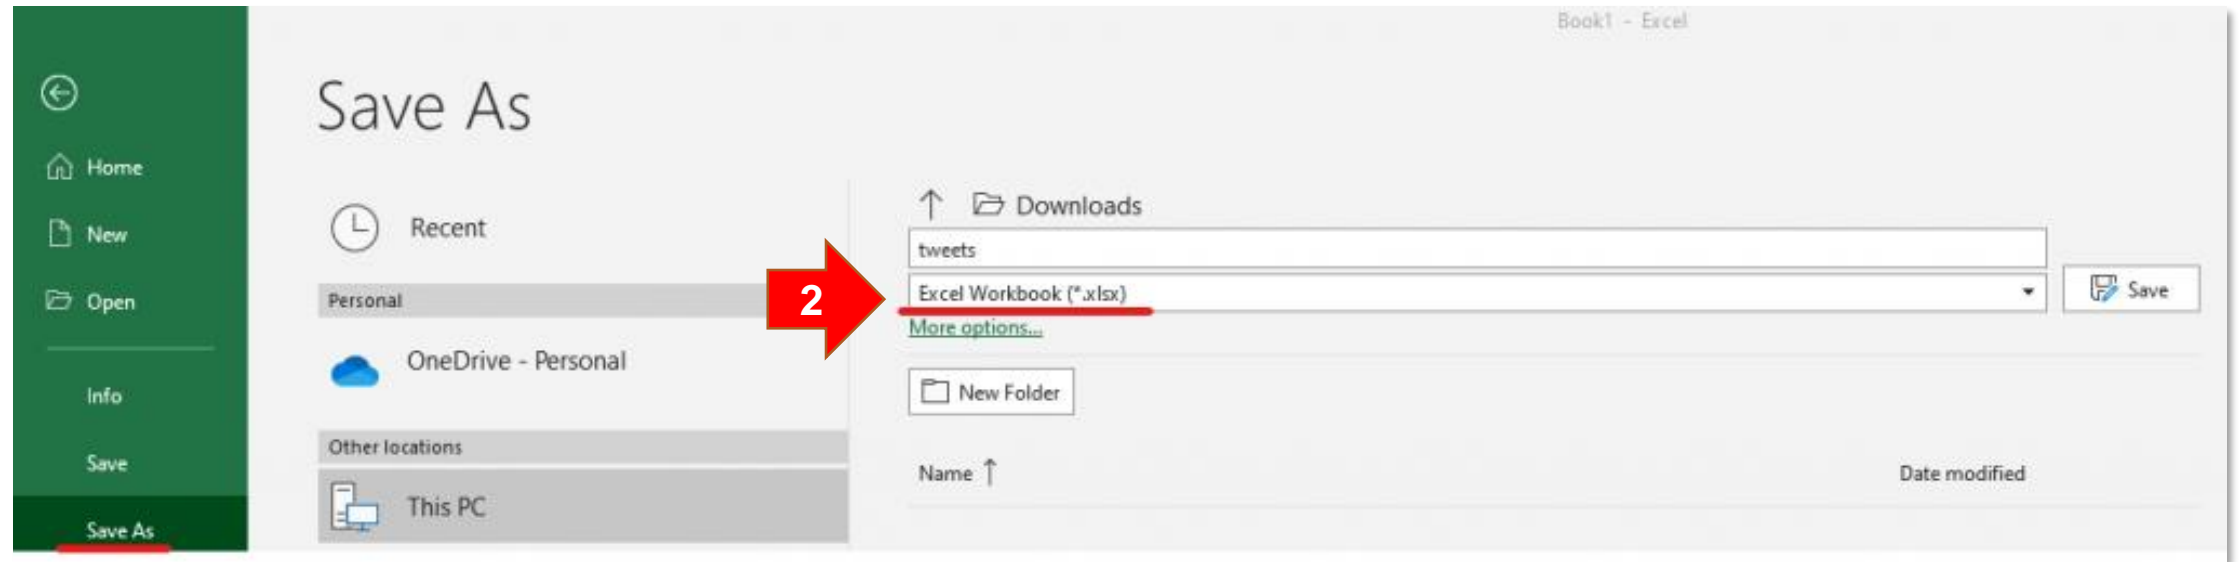 Book1 - Excel
Save As
Home
New
Open
Info
Save
Save As
Recent
Personal
OneDrive - Personal
Other locations
This PC
2
Downloads
tweets
Excel Workbook (*.xlsx)
Save
More options...
New Folder
Name
Date modified